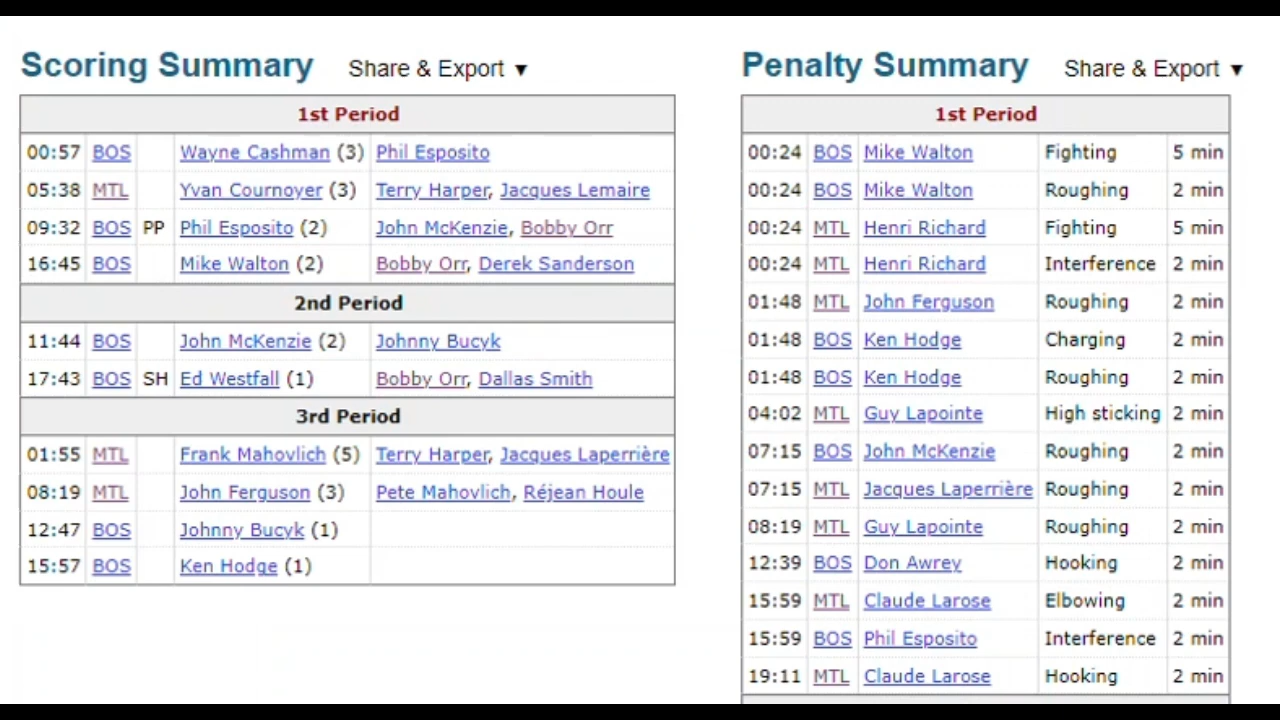 Scoring Summary Share & Export ▼
1st Period
00:57 BOS Wayne Cashman (3) Phil Esposito
05:38 MTL Yvan Cournoyer (3) Terry Harper, Jacques Lemaire
09:32 BOS PP Phil Esposito (2) John McKenzie, Bobby Orr
16:45 BOS Mike Walton (2) Bobby Orr, Derek Sanderson
2nd Period
11:44 BOS John McKenzie (2) Johnny Bucyk
17:43 BOS SH Ed Westfall (1) Bobby Orr, Dallas Smith
3rd Period
01:55 MTL Frank Mahovlich (5) Terry Harper, Jacques Laperrière
08:19 MTL John Ferguson (3) Pete Mahovlich, Réjean Houle
12:47 BOS Johnny Bucyk (1)
15:57 BOS Ken Hodge (1)
Penalty Summary Share & Export ▼
1st Period
00:24 BOS Mike Walton Fighting 5 min
00:24 BOS Mike Walton Roughing 2 min
00:24 MTL Henri Richard Fighting 5 min
00:24 MTL Henri Richard Interference 2 min
01:48 MTL John Ferguson Roughing 2 min
01:48 BOS Ken Hodge Charging 2 min
01:48 BOS Ken Hodge Roughing 2 min
04:02 MTL Guy Lapointe High sticking 2 min
07:15 BOS John McKenzie Roughing 2 min
07:15 MTL Jacques Laperrière Roughing 2 min
08:19 MTL Guy Lapointe Roughing 2 min
12:39 BOS Don Awrey Hooking 2 min
15:59 MTL Claude Larose Elbowing 2 min
15:59 BOS Phil Esposito Interference 2 min
19:11 MTL Claude Larose Hooking 2 min